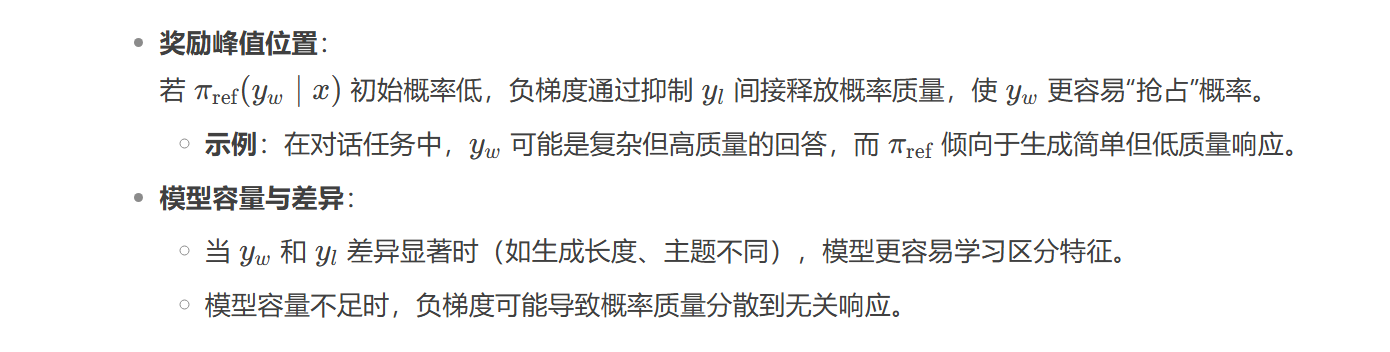 奖励峰值位置：
若 π_ref(y_w | x) 初始概率低，负梯度通过抑制 y_l 间接释放概率质量，使 y_w 更容易“抢占”概率。
示例：在对话任务中，y_w 可能是复杂但高质量的回答，而 π_ref 倾向于生成简单但低质量响应。
模型容量与差异：
当 y_w 和 y_l 差异显著时（如生成长度、主题不同），模型更容易学习区分特征。
模型容量不足时，负梯度可能导致概率质量分散到无关响应。